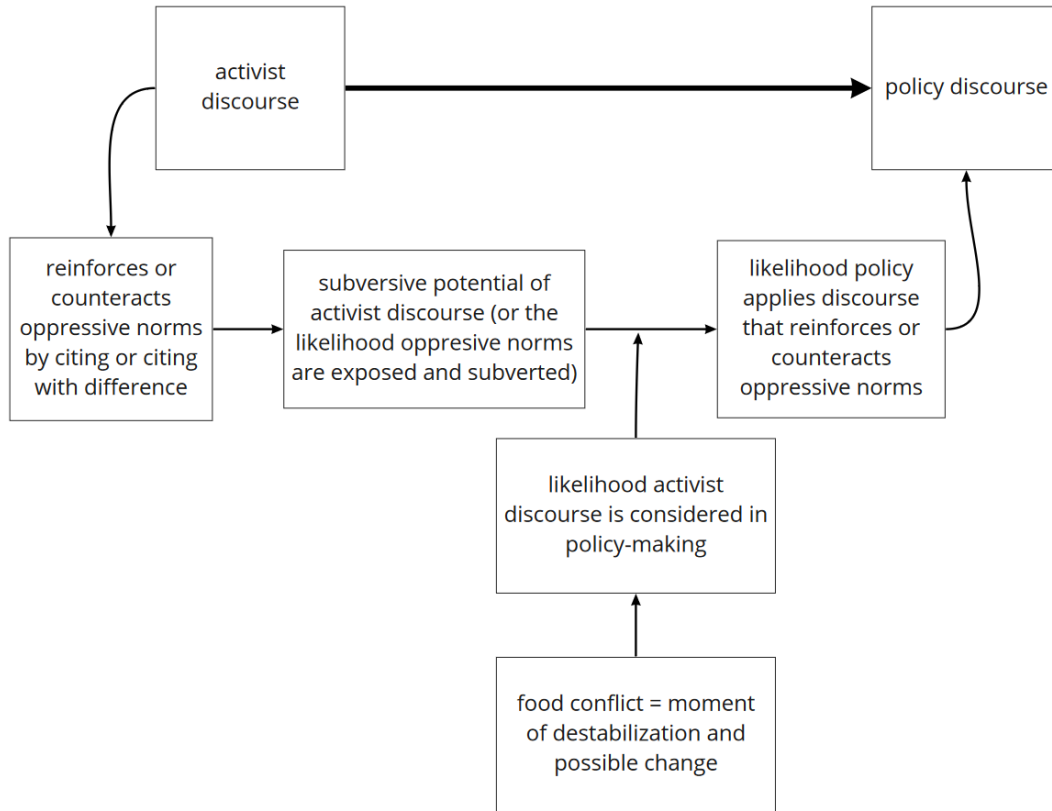 activist
discourse
policy discourse
reinforces or
counteracts
oppressive norms
by citing or citing
with difference
subversive potential of
activist discourse (or the
likelihood oppresive norms
are exposed and subverted)
likelihood policy
applies discourse
that reinforces or
counteracts
oppressive norms
likelihood activist
discourse is considered in
policy-making
food conflict = moment
of destabilization and
possible change